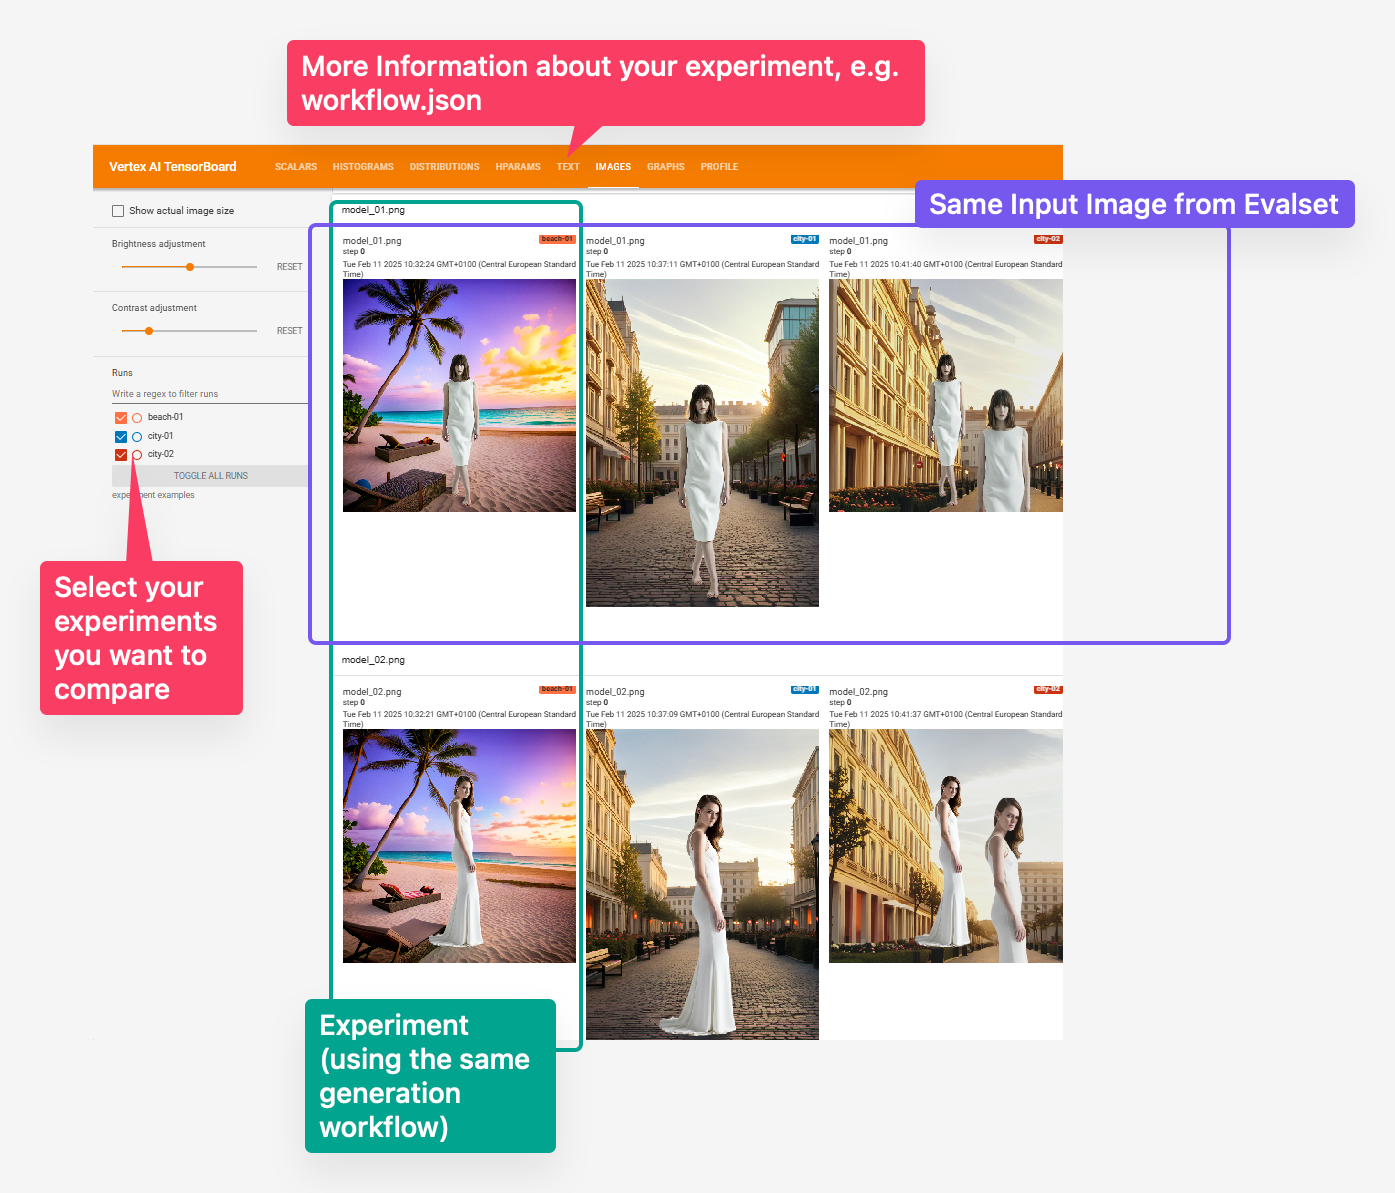 More Information about your experiment, e.g.
workflow.json
Vertex AI TensorBoard
SCALARS HISTOGRAMS DISTRIBUTIONS HPARAMS TEXT IMAGES GRAPHS PROFILE
Same Input Image from Evalset
Show actual image size
Brightness adjustment
RESET
Contrast adjustment
RESET
Runs
Write a regex to filter runs
beach-01
city-01
city-02
TOGGLE ALL RUNS
experiment examples
Select your
experiments
you want to
compare
model_01.png
model_01.png beach-01
step 0
Tue Feb 11 2025 10:32:24 GMT+0100 (Central European Standard
Time)
model_01.png city-01
step 0
Tue Feb 11 2025 10:37:11 GMT+0100 (Central European Standard
Time)
model_01.png city-02
step 0
Tue Feb 11 2025 10:41:40 GMT+0100 (Central European Standard
Time)
model_02.png
model_02.png beach-01
step 0
Tue Feb 11 2025 10:32:21 GMT+0100 (Central European Standard
Time)
model_02.png city-01
step 0
Tue Feb 11 2025 10:37:09 GMT+0100 (Central European Standard
Time)
model_02.png city-02
step 0
Tue Feb 11 2025 10:41:37 GMT+0100 (Central European Standard
Time)
Experiment
(using the same
generation
workflow)